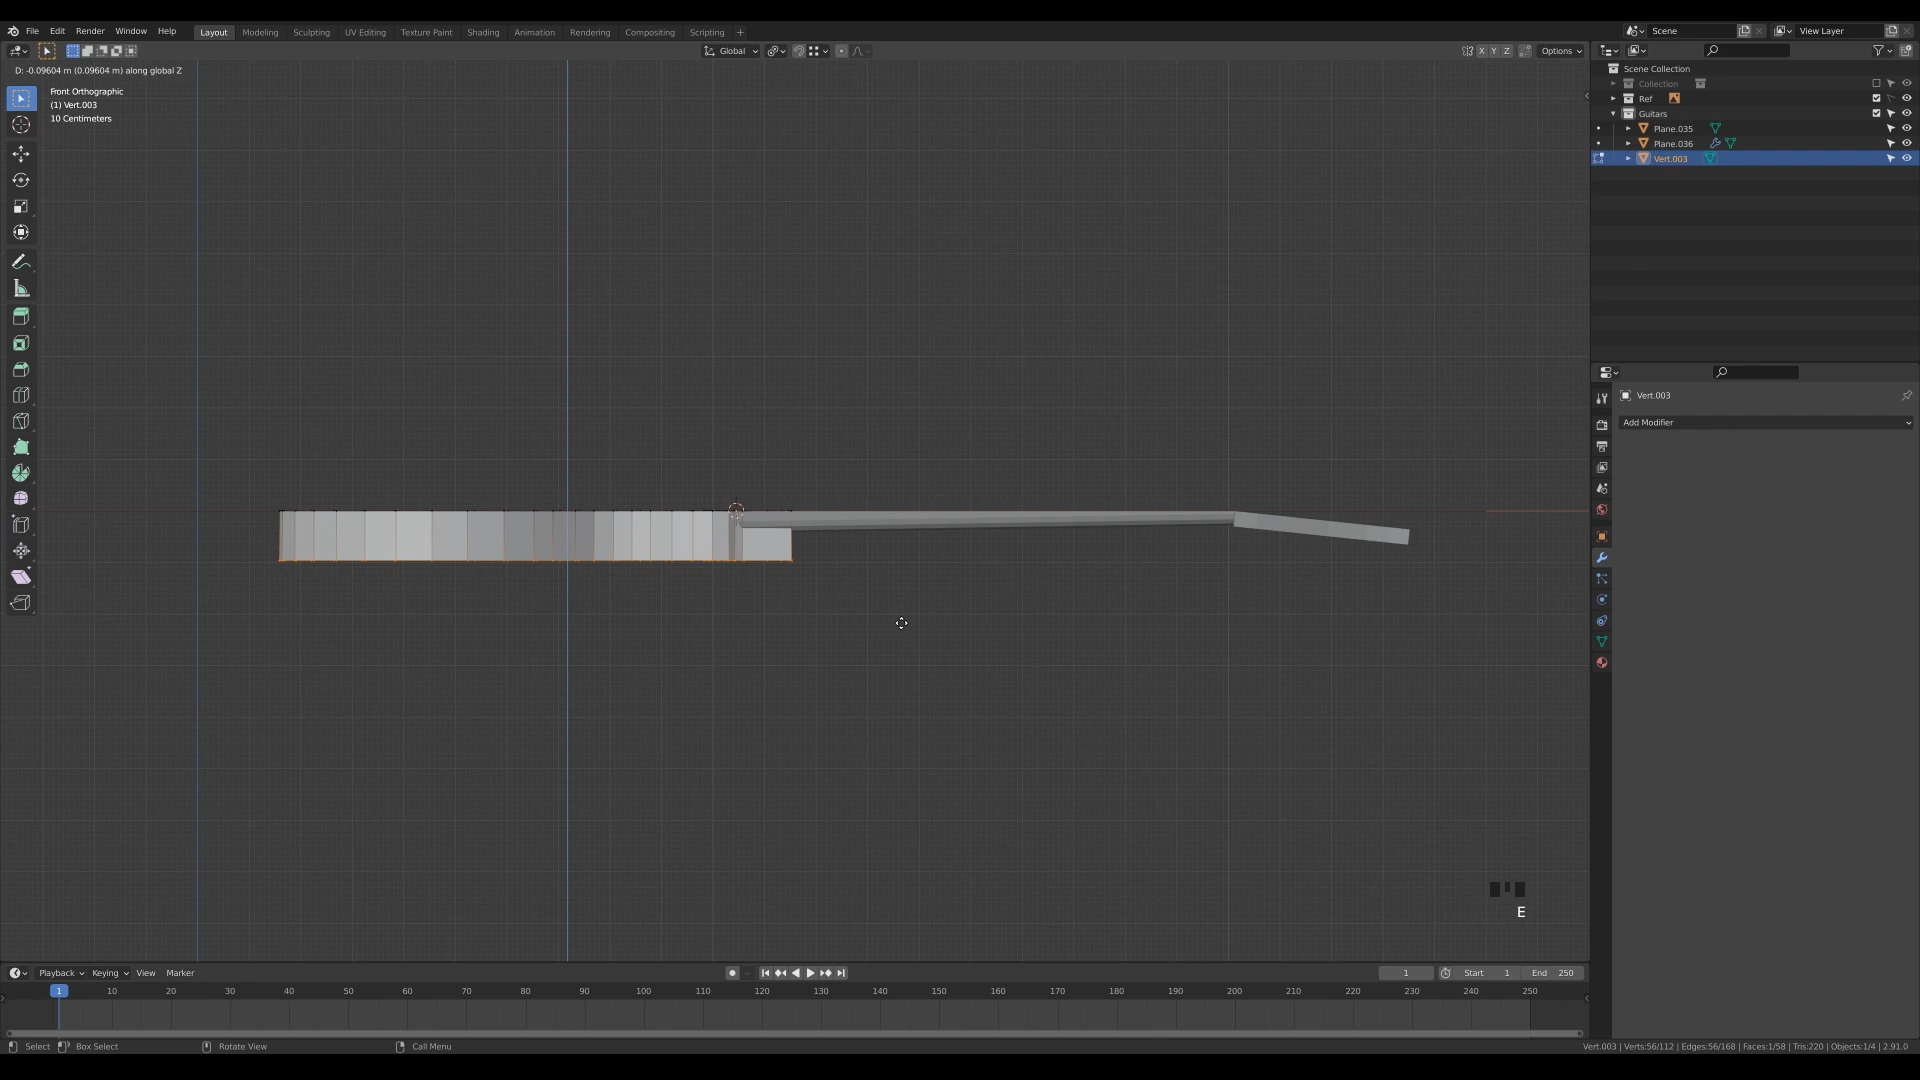 File Edit Render Window Help Layout Modeling Sculpting UV Editing Texture Paint Shading Animation Rendering Compositing Scripting + Scene View Layer
Global X Y Z Options
D: -0.09604 m (0.09604 m) along global Z
Front Orthographic
(1) Vert.003
10 Centimeters
Scene Collection
Collection
Ref
Guitars
Plane.035
Plane.036
Vert.003
Vert.003
Add Modifier
E
Playback Keying View Marker 1 Start 1 End 250
1 10 20 30 40 50 60 70 80 90 100 110 120 130 140 150 160 170 180 190 200 210 220 230 240 250
Select Box Select Rotate View Call Menu Vert.003 | Verts:56/112 | Edges:56/168 | Faces:1/58 | Tris:220 | Objects:1/4 | 2.91.0